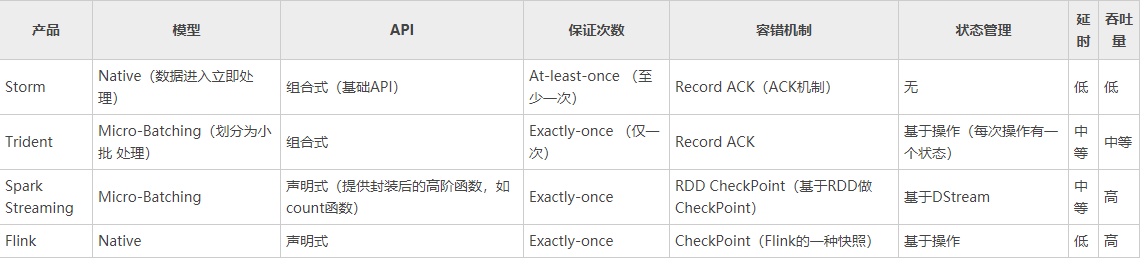 产品 模型 API 保证次数 容错机制 状态管理 延时 吞吐量
Storm Native（数据进入立即处理） 组合式（基础API） At-least-once （至少一次） Record ACK（ACK机制） 无 低 低
Trident Micro-Batching（划分为小批 处理） 组合式 Exactly-once （仅一次） Record ACK 基于操作（每次操作有一个状态） 中等 中等
Spark Streaming Micro-Batching 声明式（提供封装后的高阶函数，如count函数） Exactly-once RDD CheckPoint（基于RDD做CheckPoint） 基于DStream 中等 高
Flink Native 声明式 Exactly-once CheckPoint（Flink的一种快照） 基于操作 低 高